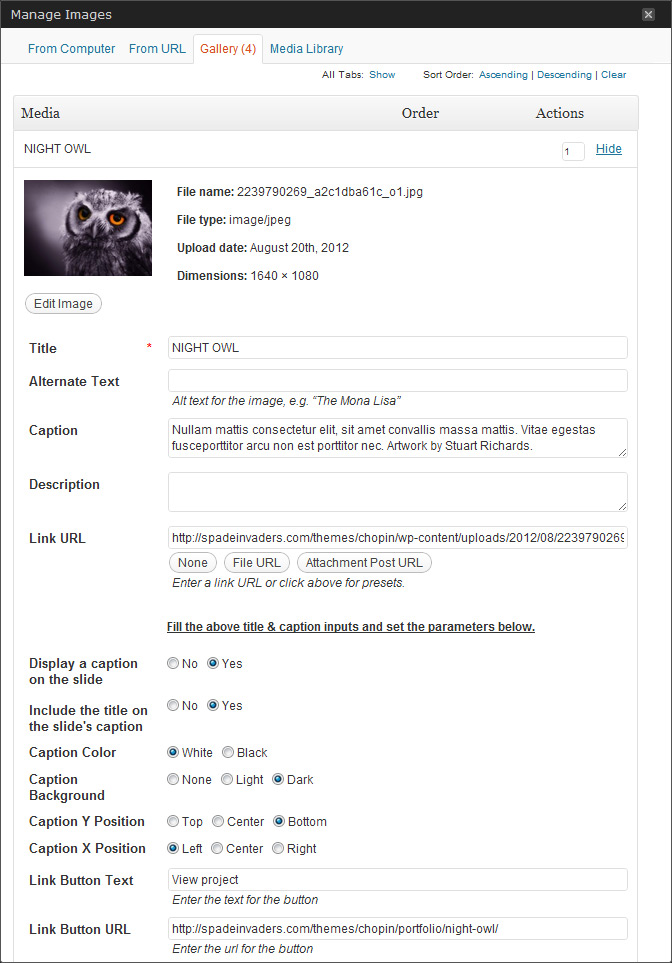 Manage Images
From Computer From URL Gallery (4) Media Library
All Tabs: Show Sort Order: Ascending | Descending | Clear
Media Order Actions
NIGHT OWL 1 Hide
File name: 2239790269_a2c1dba61c_o1.jpg
File type: image/jpeg
Upload date: August 20th, 2012
Dimensions: 1640 × 1080
Edit Image
Title * NIGHT OWL
Alternate Text
Alt text for the image, e.g. “The Mona Lisa”
Caption Nullam mattis consectetur elit, sit amet convallis massa mattis. Vitae egestas
fusceporttitor arcu non est porttitor nec. Artwork by Stuart Richards.
Description
Link URL http://spadeinvaders.com/themes/chopin/wp-content/uploads/2012/08/2239790269
None File URL Attachment Post URL
Enter a link URL or click above for presets.
Fill the above title & caption inputs and set the parameters below.
Display a caption No Yes
on the slide
Include the title on No Yes
the slide's caption
Caption Color White Black
Caption None Light Dark
Background
Caption Y Position Top Center Bottom
Caption X Position Left Center Right
Link Button Text View project
Enter the text for the button
Link Button URL http://spadeinvaders.com/themes/chopin/portfolio/night-owl/
Enter the url for the button